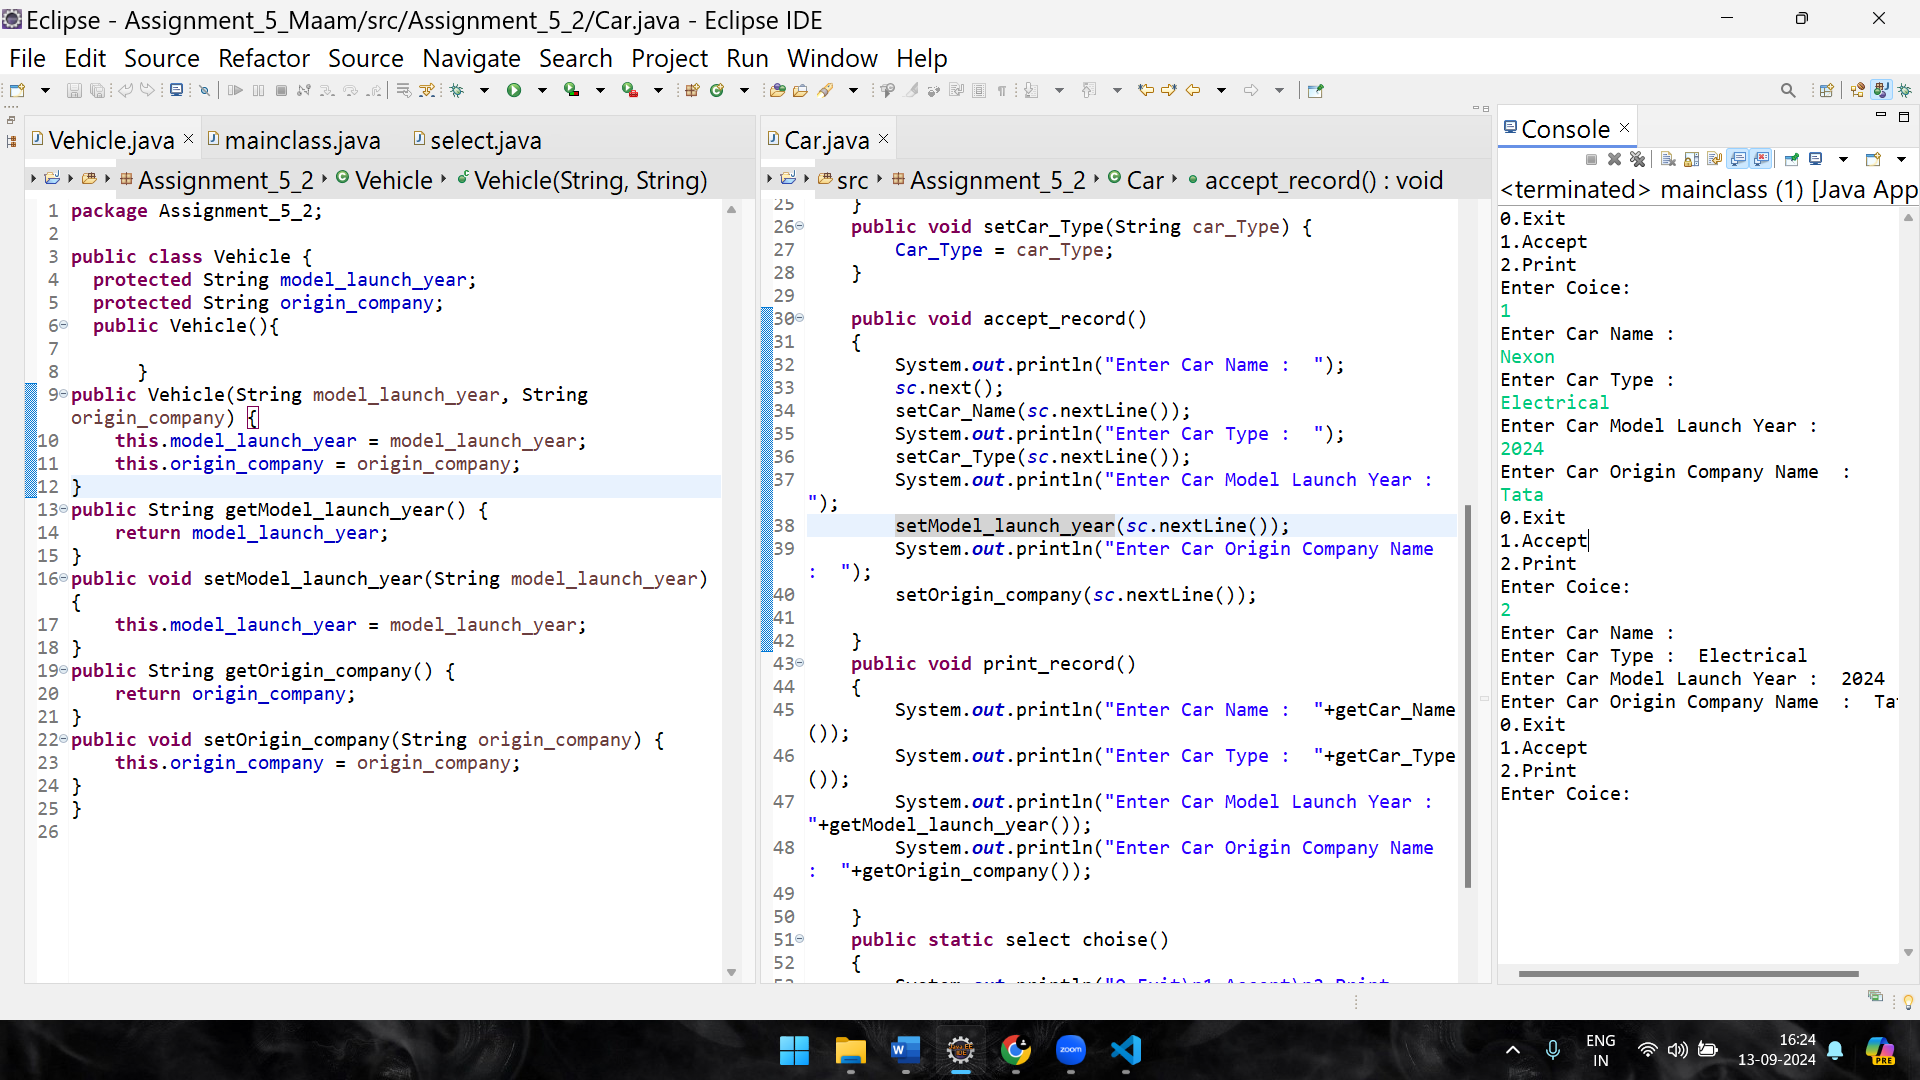 Eclipse - Assignment_5_Maam/src/Assignment_5_2/Car.java - Eclipse IDE
File Edit Source Refactor Source Navigate Search Project Run Window Help
Vehicle.java mainclass.java select.java
Assignment_5_2 Vehicle Vehicle(String, String)
1 package Assignment_5_2;
2
3 public class Vehicle {
4 protected String model_launch_year;
5 protected String origin_company;
6 public Vehicle(){
7
8 }
9 public Vehicle(String model_launch_year, String
origin_company) {
10 this.model_launch_year = model_launch_year;
11 this.origin_company = origin_company;
12 }
13 public String getModel_launch_year() {
14 return model_launch_year;
15 }
16 public void setModel_launch_year(String model_launch_year)
{
17 this.model_launch_year = model_launch_year;
18 }
19 public String getOrigin_company() {
20 return origin_company;
21 }
22 public void setOrigin_company(String origin_company) {
23 this.origin_company = origin_company;
24 }
25 }
26
Car.java
src Assignment_5_2 Car accept_record() : void
25 }
26 public void setCar_Type(String car_Type) {
27 Car_Type = car_Type;
28 }
29
30 public void accept_record()
31 {
32 System.out.println("Enter Car Name :  ");
33 sc.next();
34 setCar_Name(sc.nextLine());
35 System.out.println("Enter Car Type :  ");
36 setCar_Type(sc.nextLine());
37 System.out.println("Enter Car Model Launch Year :
");
38 setModel_launch_year(sc.nextLine());
39 System.out.println("Enter Car Origin Company Name
:  ");
40 setOrigin_company(sc.nextLine());
41
42 }
43 public void print_record()
44 {
45 System.out.println("Enter Car Name :  "+getCar_Name
());
46 System.out.println("Enter Car Type :  "+getCar_Type
());
47 System.out.println("Enter Car Model Launch Year :
"+getModel_launch_year());
48 System.out.println("Enter Car Origin Company Name
:  "+getOrigin_company());
49
50 }
51 public static select choise()
52 {
Console
<terminated> mainclass (1) [Java App
0.Exit
1.Accept
2.Print
Enter Coice:
1
Enter Car Name :
Nexon
Enter Car Type :
Electrical
Enter Car Model Launch Year :
2024
Enter Car Origin Company Name  :
Tata
0.Exit
1.Accept
2.Print
Enter Coice:
2
Enter Car Name :
Enter Car Type :  Electrical
Enter Car Model Launch Year :  2024
Enter Car Origin Company Name  :
0.Exit
1.Accept
2.Print
Enter Coice:
zoom
ENG
IN
16:24
13-09-2024
PRE